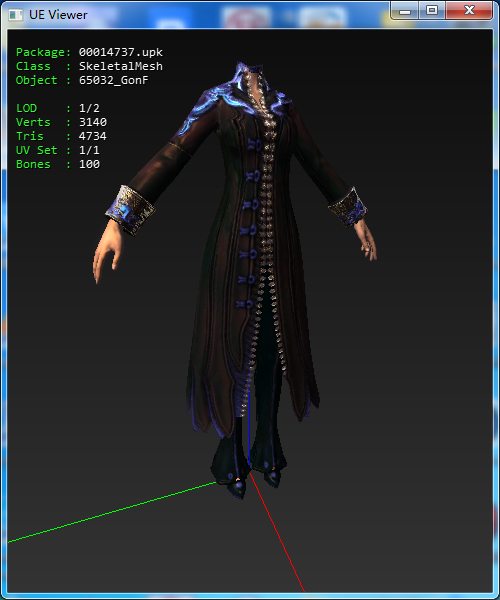 UE Viewer
Package: 00014737.upk
Class : SkeletalMesh
Object : 65032_GonF
LOD : 1/2
Verts : 3140
Tris : 4734
UV Set : 1/1
Bones : 100